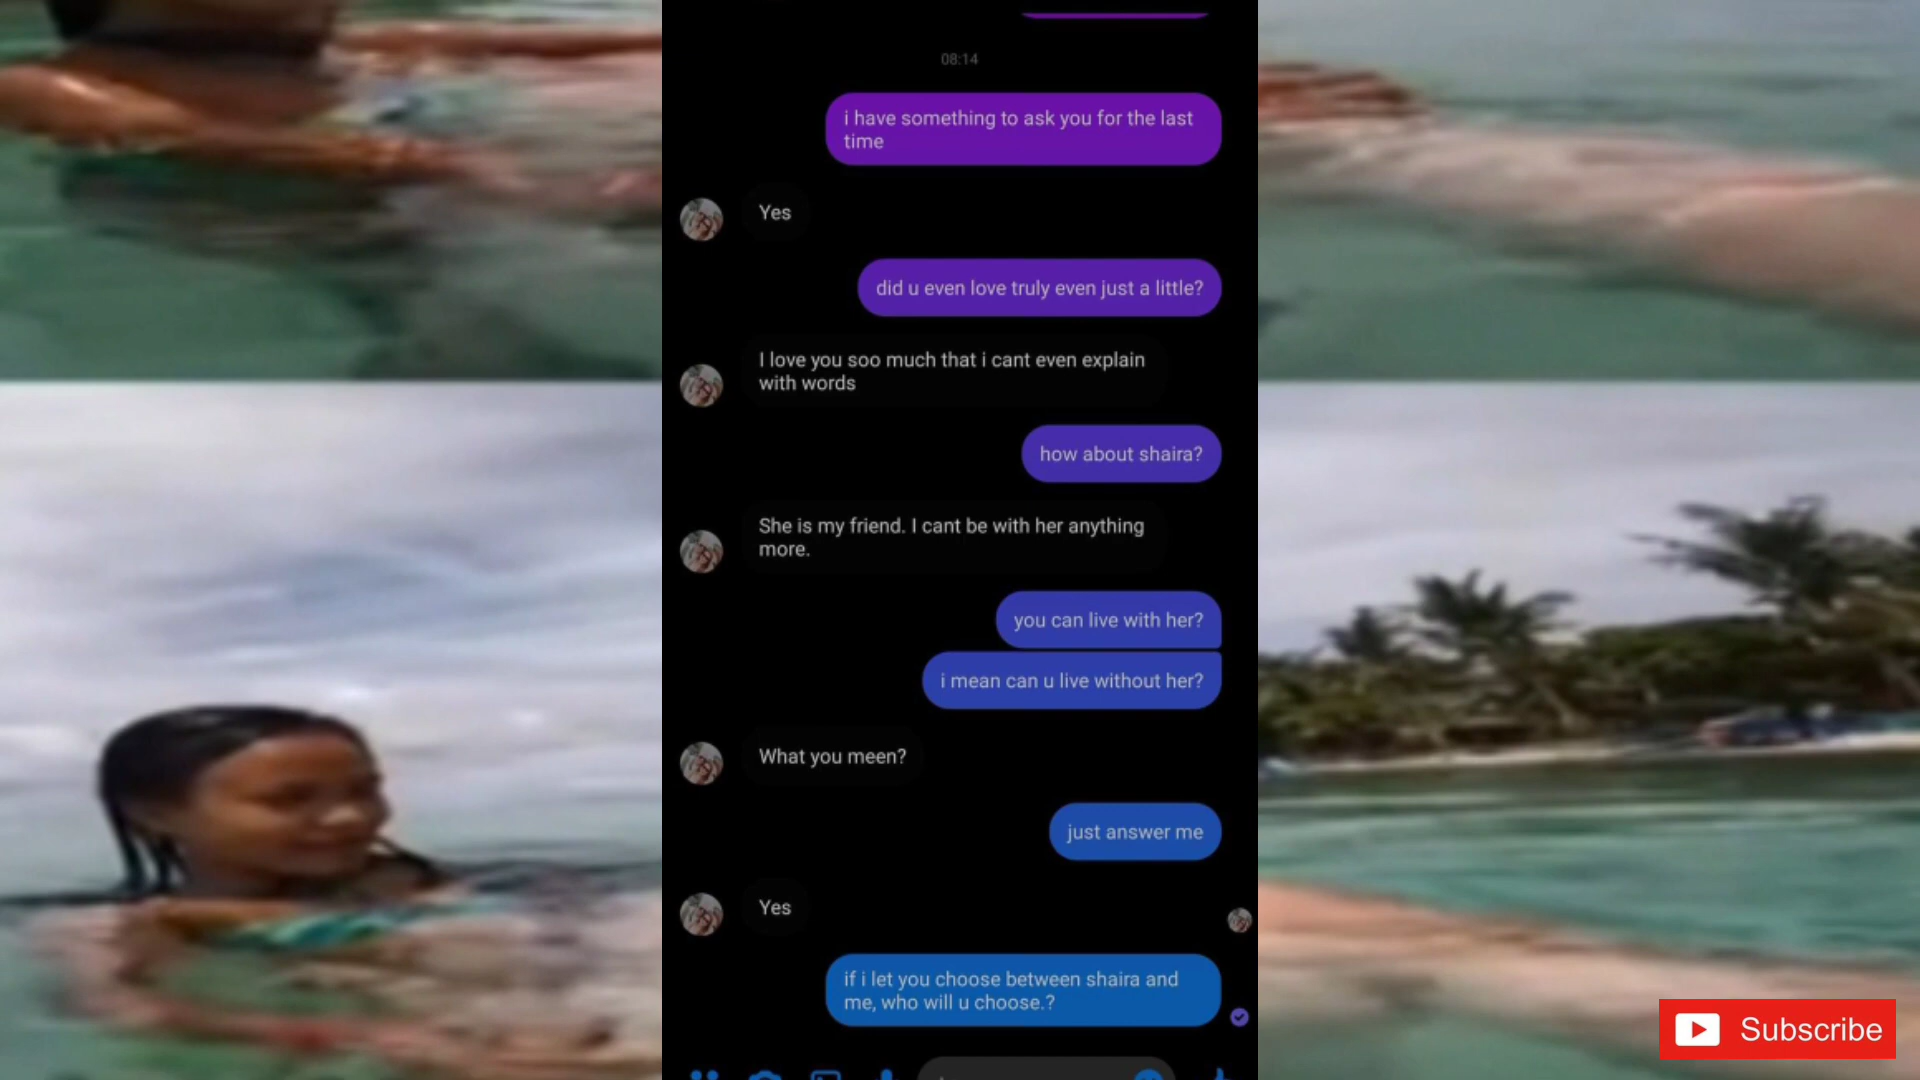 08:14
i have something to ask you for the last
time
Yes
did u even love truly even just a little?
I love you soo much that i cant even explain
with words
how about shaira?
She is my friend. I cant be with her anything
more.
you can live with her?
i mean can u live without her?
What you meen?
just answer me
Yes
if i let you choose between shaira and
me, who will u choose.?
Subscribe